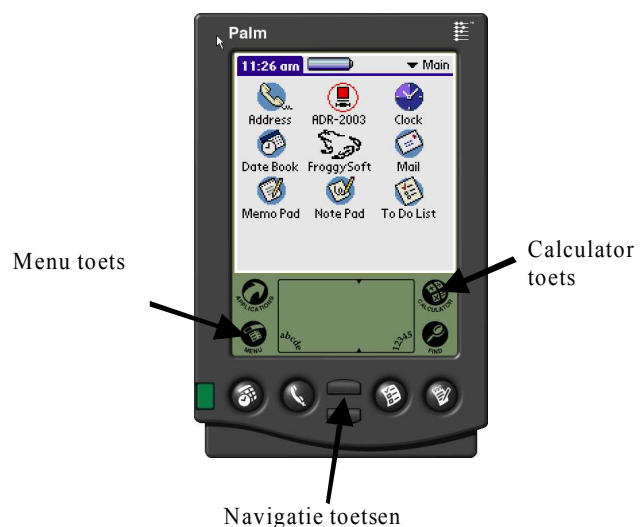 Palm
11:26 am Main
Address ADR-2003 Clock
Date Book FroggySoft Mail
Memo Pad Note Pad To Do List
Menu toets
Calculator
toets
APPLICATIONS CALCULATOR
MENU abcde 12345 FIND
Navigatie toetsen